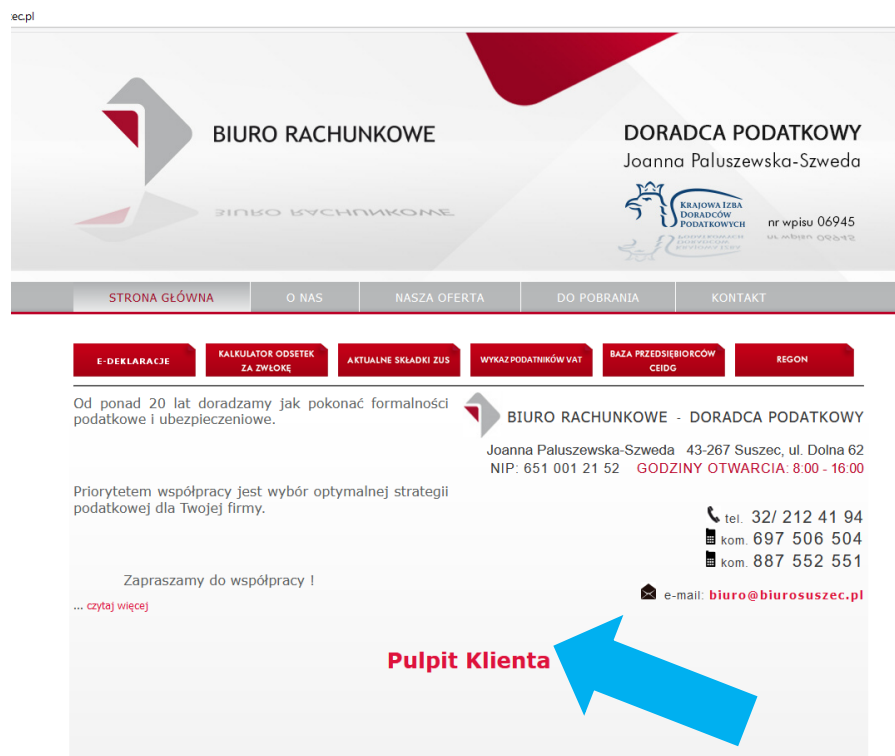 ec.pl
BIURO RACHUNKOWE
DORADCA PODATKOWY
Joanna Paluszewska-Szweda
KRAJOWA IZBA
DORADCÓW
PODATKOWYCH
nr wpisu 06945
STRONA GŁÓWNA O NAS NASZA OFERTA DO POBRANIA KONTAKT
E-DEKLARACJE
KALKULATOR ODSETEK
ZA ZWŁOKĘ
AKTUALNE SKŁADKI ZUS
WYKAZ PODATNIKÓW VAT
BAZA PRZEDSIĘBIORCÓW
CEIDG
REGON
Od ponad 20 lat doradzamy jak pokonać formalności
podatkowe i ubezpieczeniowe.
Priorytetem współpracy jest wybór optymalnej strategii
podatkowej dla Twojej firmy.
Zapraszamy do współpracy !
... czytaj więcej
BIURO RACHUNKOWE - DORADCA PODATKOWY
Joanna Paluszewska-Szweda 43-267 Suszec, ul. Dolna 62
NIP: 651 001 21 52 GODZINY OTWARCIA: 8:00 - 16:00
tel. 32/ 212 41 94
kom. 697 506 504
kom. 887 552 551
e-mail: biuro@biurosuszec.pl
Pulpit Klienta